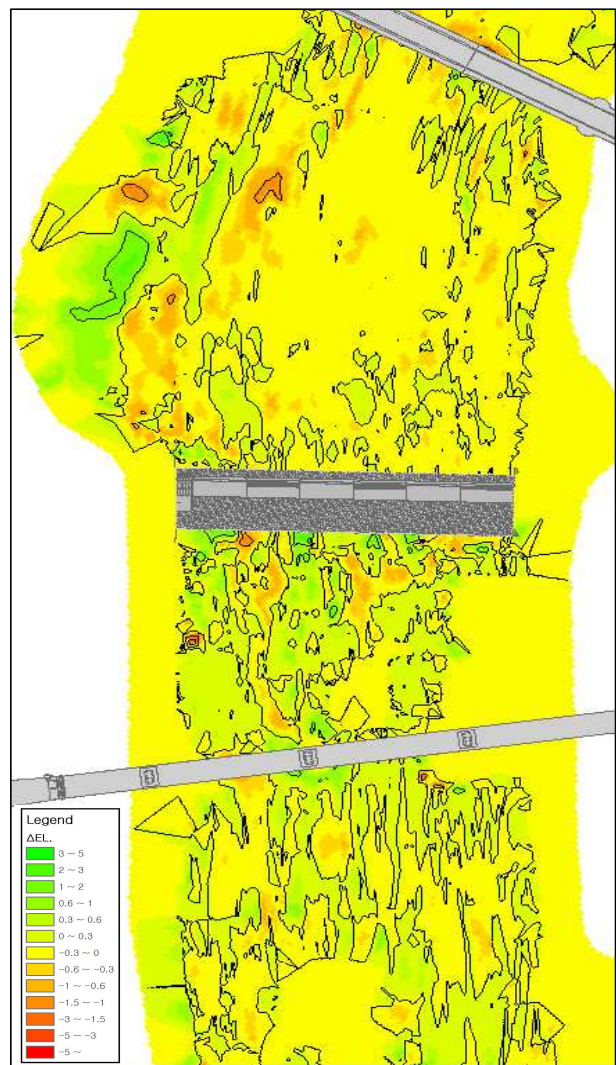 Legend
ΔEL.
3 ~ 5
2 ~ 3
1 ~ 2
0.6 ~ 1
0.3 ~ 0.6
0 ~ 0.3
-0.3 ~ 0
-0.6 ~ -0.3
-1 ~ -0.6
-1.5 ~ -1
-3 ~ -1.5
-5 ~ -3
-5 ~